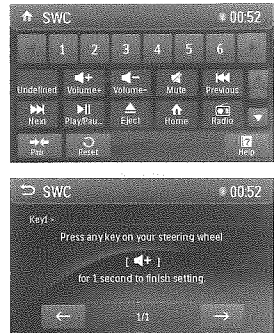 SWC 00:52
1 2 3 4 5 6
Undefined Volume+ Volume- Mute Previous
Next Play/Pau... Eject Home Radio
Pair Reset Help
SWC 00:52
Key1 -
Press any key on your steering wheel
[ + ]
for 1 second to finish setting.
← 1/1 →